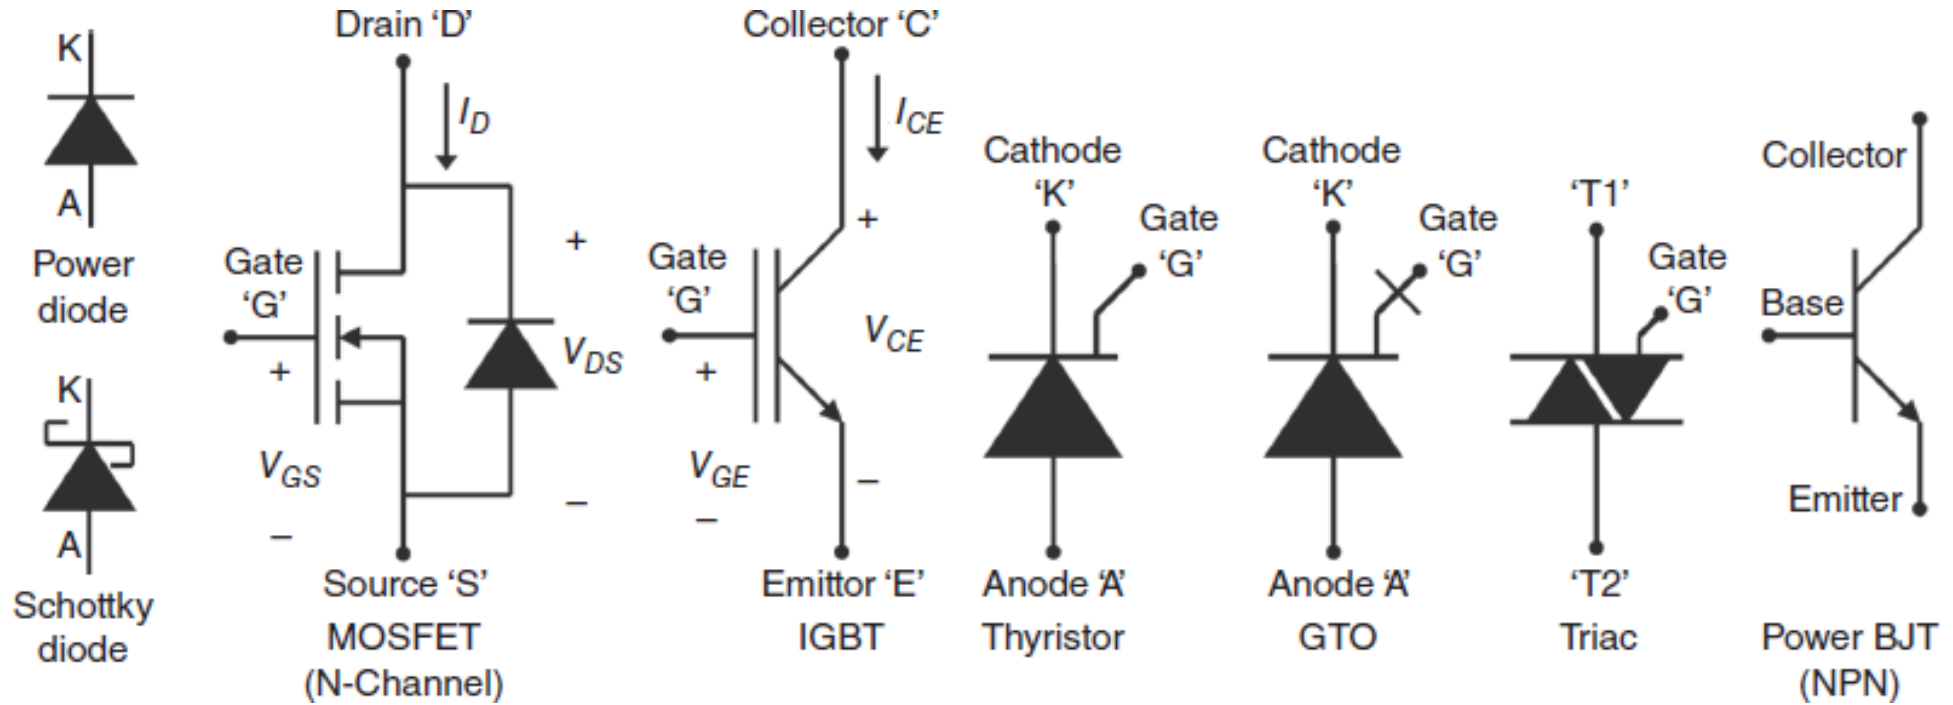 K
A
Power
diode
K
A
Schottky
diode
Drain ‘D’
I_D
Gate
‘G’
+
V_GS
–
+
V_DS
–
Source ‘S’
MOSFET
(N-Channel)
Collector ‘C’
I_CE
Gate
‘G’
+
V_GE
–
+
V_CE
–
Emittor ‘E’
IGBT
Cathode
‘K’
Gate
‘G’
Anode ‘A’
Thyristor
Cathode
‘K’
Gate
‘G’
Anode ‘A’
GTO
‘T1’
Gate
‘G’
‘T2’
Triac
Collector
Base
Emitter
Power BJT
(NPN)